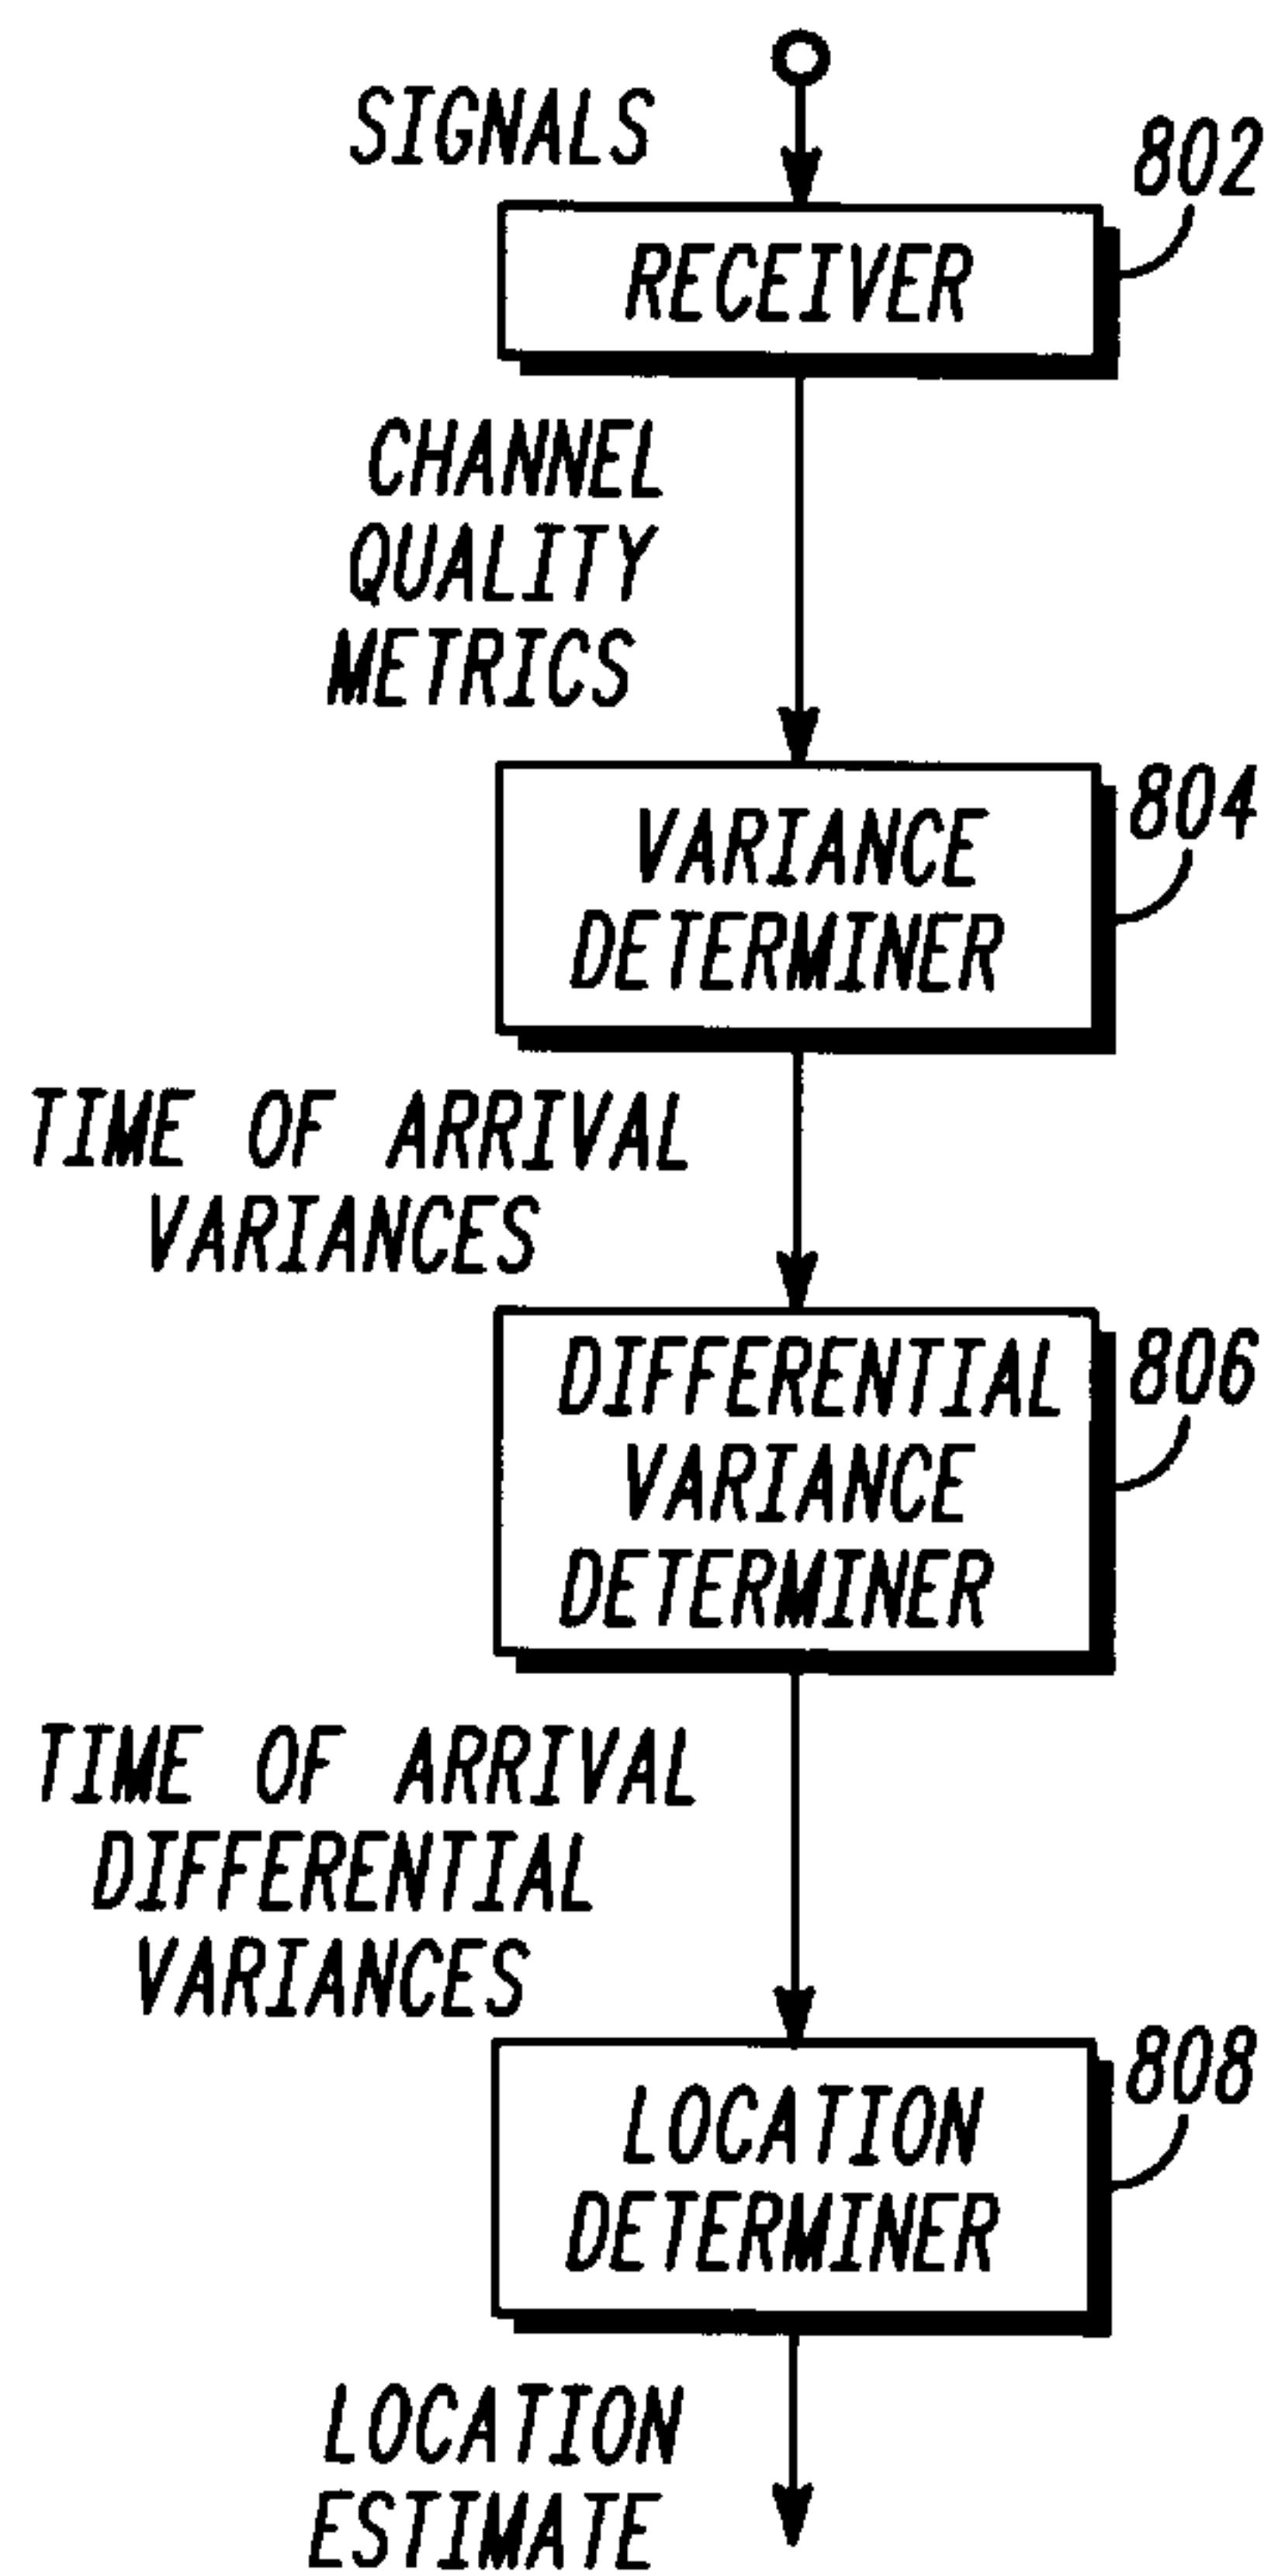 SIGNALS
802
RECEIVER
CHANNEL
QUALITY
METRICS
804
VARIANCE
DETERMINER
TIME OF ARRIVAL
VARIANCES
806
DIFFERENTIAL
VARIANCE
DETERMINER
TIME OF ARRIVAL
DIFFERENTIAL
VARIANCES
808
LOCATION
DETERMINER
LOCATION
ESTIMATE